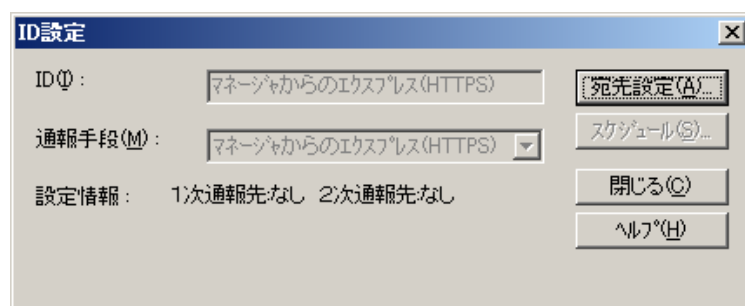 ID設定
ID(I) :
マネージャからのエクスプレス(HTTPS)
宛先設定(A)...
通報手段(M) :
マネージャからのエクスプレス(HTTPS)
スケジュール(S)...
設定情報 :
1次通報先:なし 2次通報先:なし
閉じる(C)
ヘルプ(H)